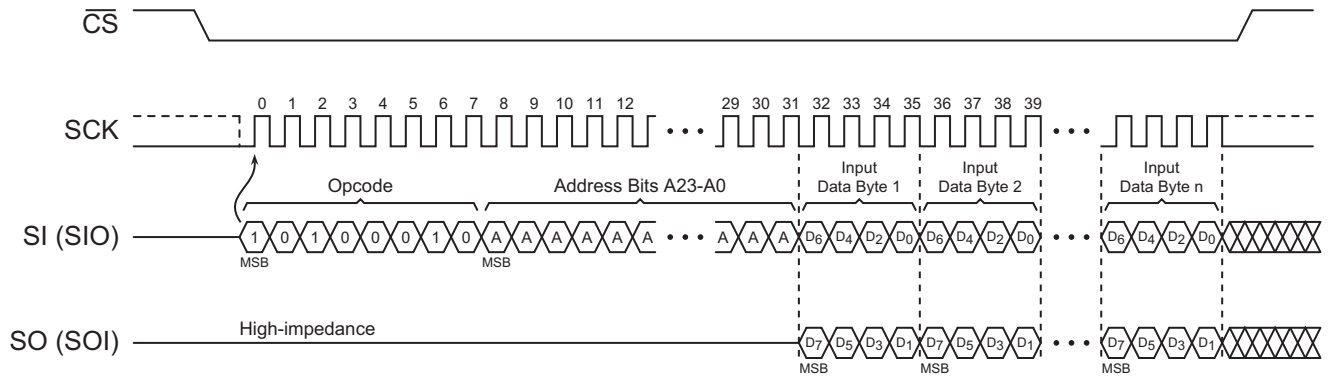 CS
0 1 2 3 4 5 6 7 8 9 10 11 12 29 30 31 32 33 34 35 36 37 38 39
SCK
Opcode
Address Bits A23-A0
Input
Data Byte 1
Input
Data Byte 2
Input
Data Byte n
SI (SIO)
1 0 1 0 0 0 1 0 A A A A A A A A A D6 D4 D2 D0 D6 D4 D2 D0 D6 D4 D2 D0
MSB MSB
High-impedance
SO (SOI)
D7 D5 D3 D1 D7 D5 D3 D1 D7 D5 D3 D1
MSB MSB MSB